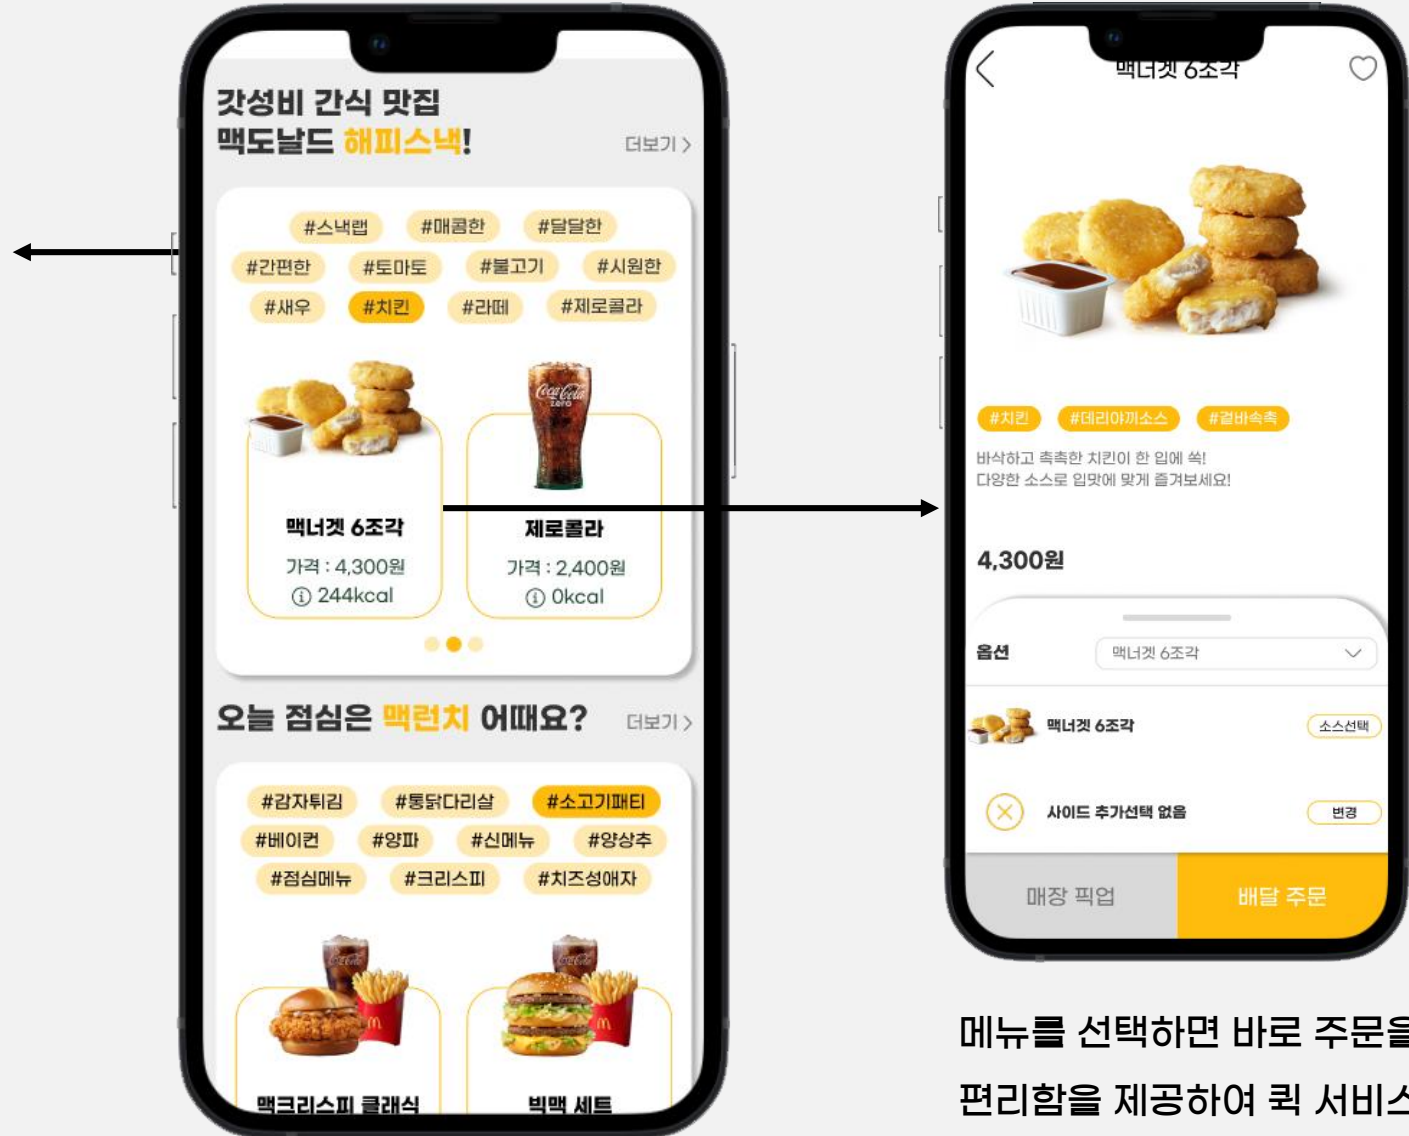 갓성비 간식 맛집
맥도날드 해피스낵!
더보기 >
#스낵랩 #매콤한 #달달한
#간편한 #토마토 #불고기 #시원한
#새우 #치킨 #라떼 #제로콜라
맥너겟 6조각
가격 : 4,300원
244kcal
제로콜라
가격 : 2,400원
0kcal
오늘 점심은 맥런치 어때요?
더보기 >
#감자튀김 #통닭다리살 #소고기패티
#베이컨 #양파 #신메뉴 #양상추
#점심메뉴 #크리스피 #치즈성애자
맥크리스피 클래식
빅맥 세트
맥너겟 6조각
#치킨 #데리야끼소스 #겉바속촉
바삭하고 촉촉한 치킨이 한 입에 쏙!
다양한 소스로 입맛에 맞게 즐겨보세요!
4,300원
옵션
맥너겟 6조각
맥너겟 6조각
소스선택
사이드 추가선택 없음
변경
매장 픽업
배달 주문
메뉴를 선택하면 바로 주문을
편리함을 제공하여 퀵 서비스